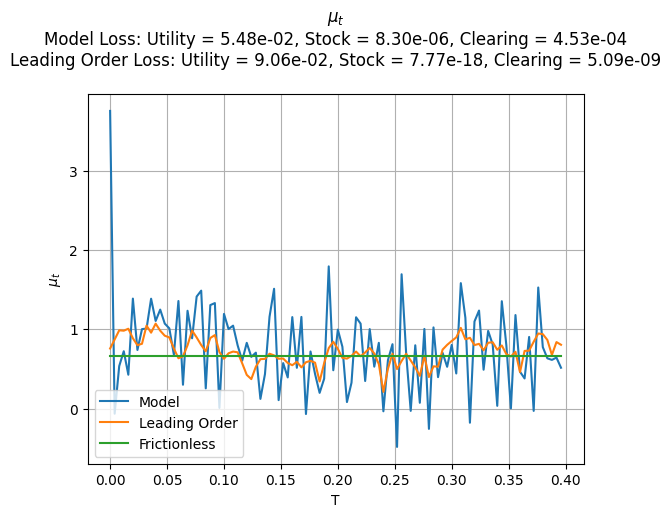 μt
Model Loss: Utility = 5.48e-02, Stock = 8.30e-06, Clearing = 4.53e-04
Leading Order Loss: Utility = 9.06e-02, Stock = 7.77e-18, Clearing = 5.09e-09
3
2
1
0
μt
Model
Leading Order
Frictionless
0.00 0.05 0.10 0.15 0.20 0.25 0.30 0.35 0.40
T